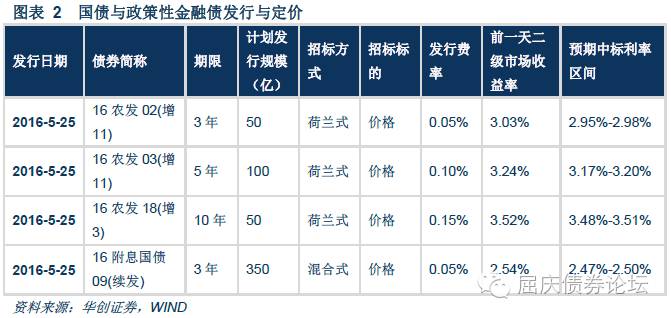 图表 2 国债与政策性金融债发行与定价
发行日期 债券简称 期限 计划发行规模（亿） 招标方式 招标标的 发行费率 前一天二级市场收益率 预期中标利率区间
2016-5-25 16 农发 02(增11) 3 年 50 荷兰式 价格 0.05% 3.03% 2.95%-2.98%
2016-5-25 16 农发 03(增11) 5 年 100 荷兰式 价格 0.10% 3.24% 3.17%-3.20%
2016-5-25 16 农发 18(增3) 10 年 50 荷兰式 价格 0.15% 3.52% 3.48%-3.51%
2016-5-25 16 附息国债09(续发) 3 年 350 混合式 价格 0.05% 2.54% 2.47%-2.50%
屈庆债券论坛
资料来源：华创证券，WIND